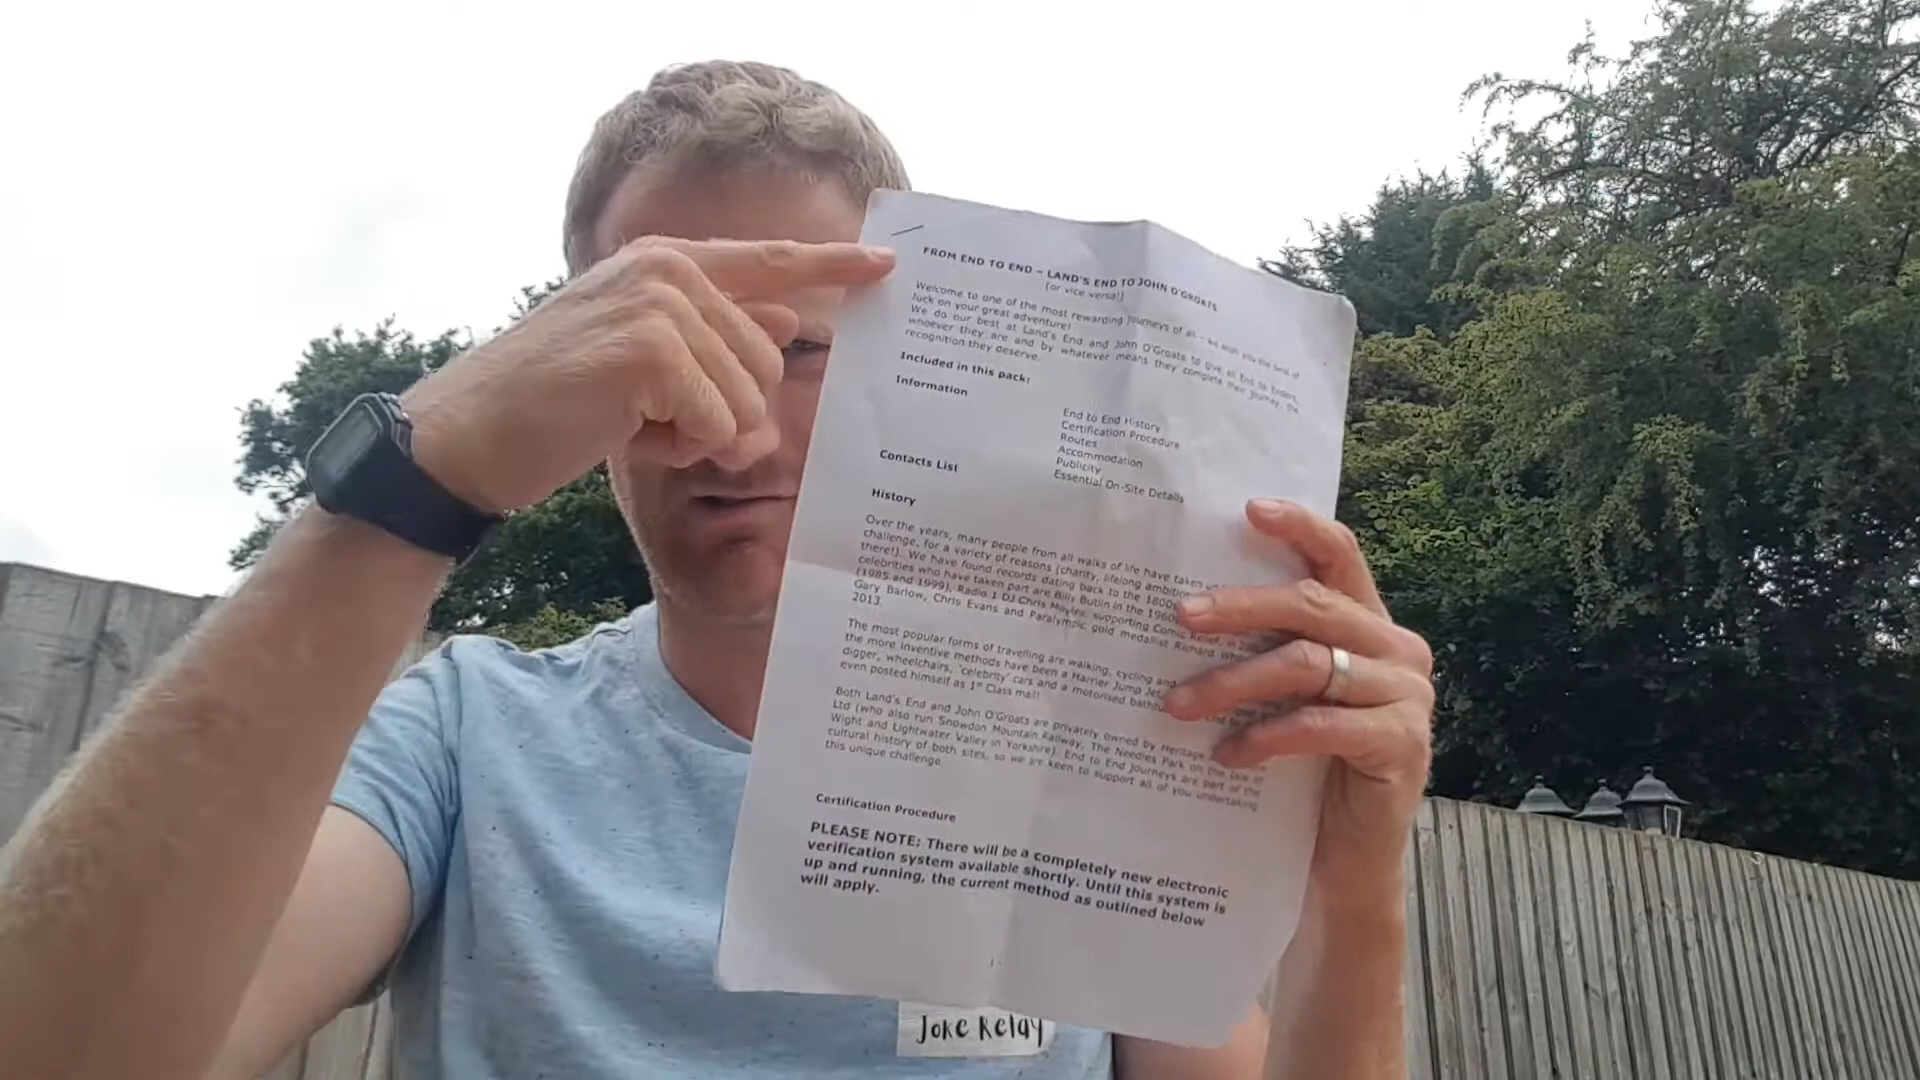 FROM END TO END – LAND'S END TO JOHN O'GROATS
(or vice versa!)
Welcome to one of the most rewarding journeys of all – we wish you the best of
luck on your great adventure!
We do our best at Land's End and John O'Groats to give all End to Enders,
whoever they are and by whatever means they complete their journey, the
recognition they deserve.
Included in this pack:
Information
End to End History
Certification Procedure
Routes
Accommodation
Publicity
Essential On-Site Details
Contacts List
History
Over the years, many people from all walks of life have taken
challenge, for a variety of reasons (charity, lifelong ambition
there!). We have found records dating back to the 1800s
celebrities who have taken part are Billy Butlin in the 1960
(1985 and 1999), Radio 1 DJ Chris Moyles, supporting Comic Relief, in
Gary Barlow, Chris Evans and Paralympic gold medallist Richard
2013.
The most popular forms of travelling are walking, cycling and
the more inventive methods have been a Harrier Jump Jet,
digger, wheelchairs, 'celebrity' cars and a motorised
even posted himself as 1st Class mail!
Both Land's End and John O'Groats are privately owned by Heritage
Ltd (who also run Snowdon Mountain Railway, The Needles Park on the Isle of
Wight and Lightwater Valley in Yorkshire). End to End Journeys are part of the
cultural history of both sites, so we are keen to support all of you undertaking
this unique challenge.
Certification Procedure
PLEASE NOTE: There will be a completely new electronic
verification system available shortly. Until this system is
up and running, the current method as outlined below
will apply.
Joke Relay